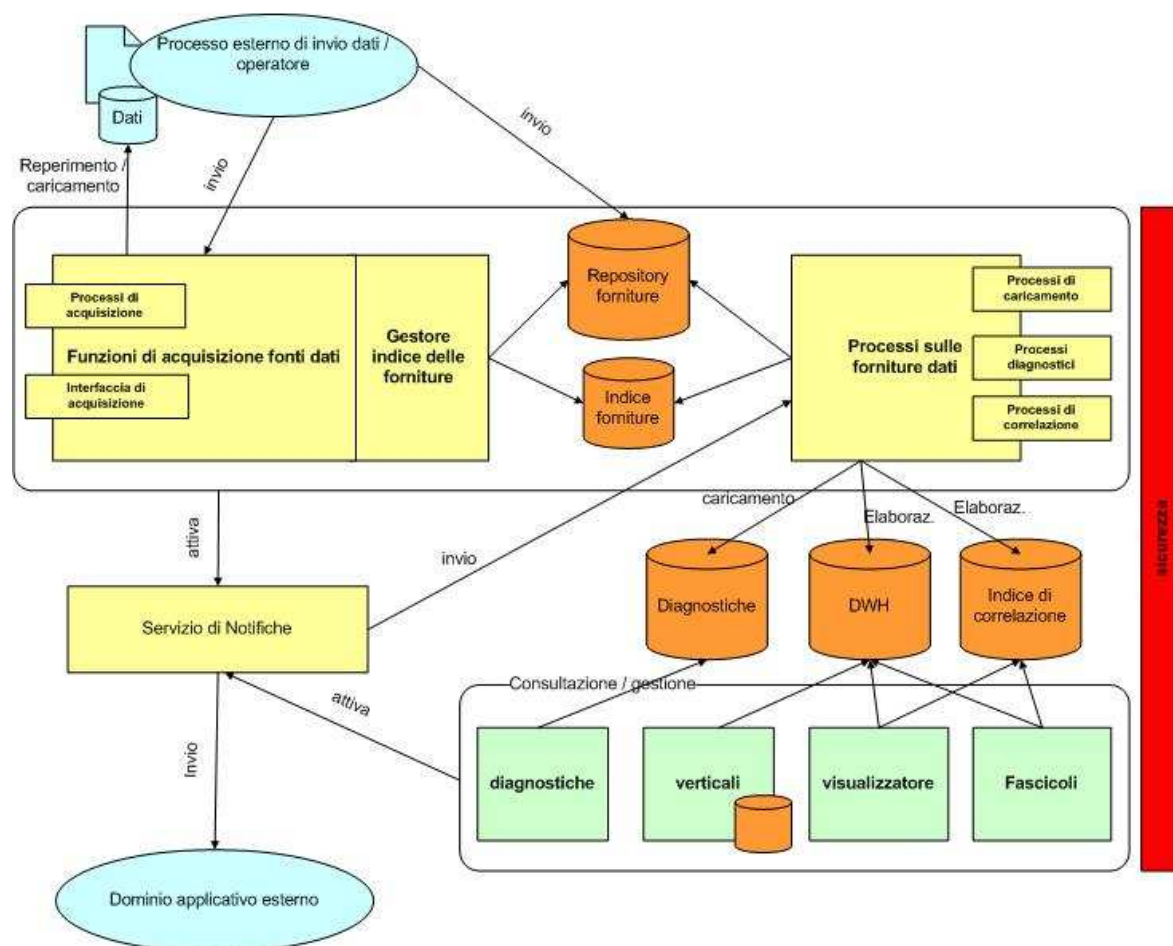 Processo esterno di invio dati /
operatore
Dati
invio
invio
Reperimento /
caricamento
Processi di
acquisizione
Funzioni di acquisizione fonti dati
Interfaccia di
acquisizione
Gestore
indice delle
forniture
Repository
forniture
Indice
forniture
Processi sulle
forniture dati
Processi di
caricamento
Processi
diagnostici
Processi di
correlazione
sicurezza
attiva
invio
caricamento
Elaboraz.
Elaboraz.
Servizio di Notifiche
Diagnostiche
DWH
Indice di
correlazione
Consultazione / gestione
attiva
Invio
diagnostiche
verticali
visualizzatore
Fascicoli
Dominio applicativo esterno